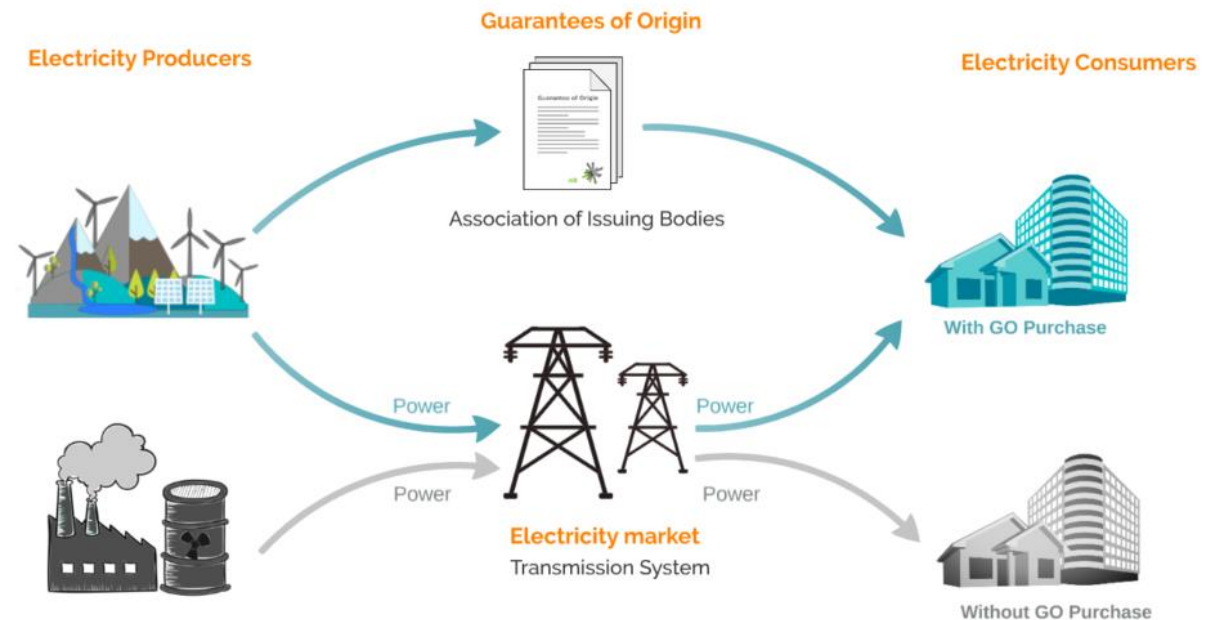 Guarantees of Origin
Electricity Producers
Electricity Consumers
Guarantee of Origin
Association of Issuing Bodies
With GO Purchase
Power
Power
Power
Power
Electricity market
Transmission System
Without GO Purchase